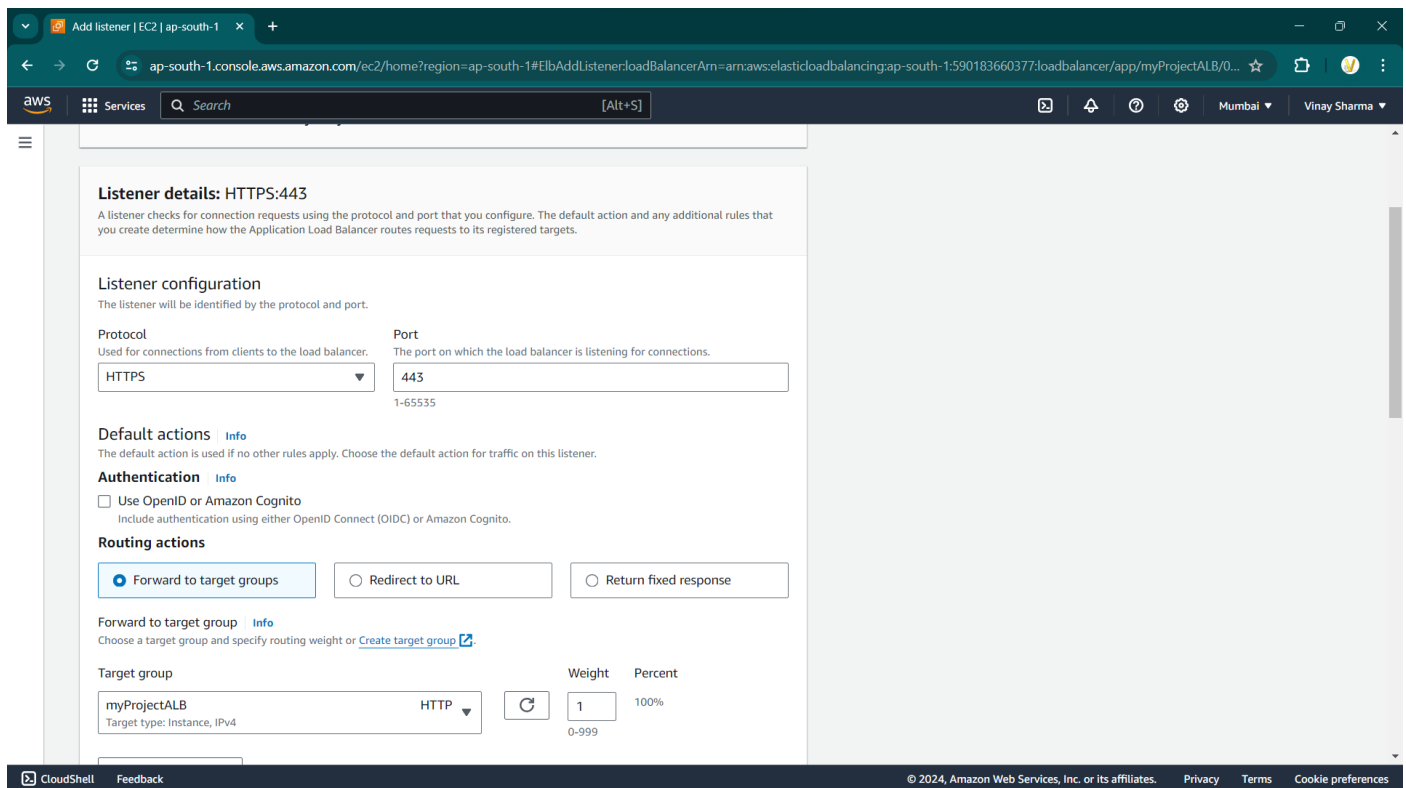 Add listener | EC2 | ap-south-1
ap-south-1.console.aws.amazon.com/ec2/home?region=ap-south-1#ElbAddListener:loadBalancerArn=arn:aws:elasticloadbalancing:ap-south-1:590183660377:loadbalancer/app/myProjectALB/0...
aws Services Search [Alt+S] Mumbai Vinay Sharma
Listener details: HTTPS:443
A listener checks for connection requests using the protocol and port that you configure. The default action and any additional rules that
you create determine how the Application Load Balancer routes requests to its registered targets.
Listener configuration
The listener will be identified by the protocol and port.
Protocol Port
Used for connections from clients to the load balancer. The port on which the load balancer is listening for connections.
HTTPS 443
1-65535
Default actions Info
The default action is used if no other rules apply. Choose the default action for traffic on this listener.
Authentication Info
Use OpenID or Amazon Cognito
Include authentication using either OpenID Connect (OIDC) or Amazon Cognito.
Routing actions
Forward to target groups Redirect to URL Return fixed response
Forward to target group Info
Choose a target group and specify routing weight or Create target group.
Target group Weight Percent
myProjectALB HTTP 1 100%
Target type: Instance, IPv4
0-999
CloudShell Feedback © 2024, Amazon Web Services, Inc. or its affiliates. Privacy Terms Cookie preferences